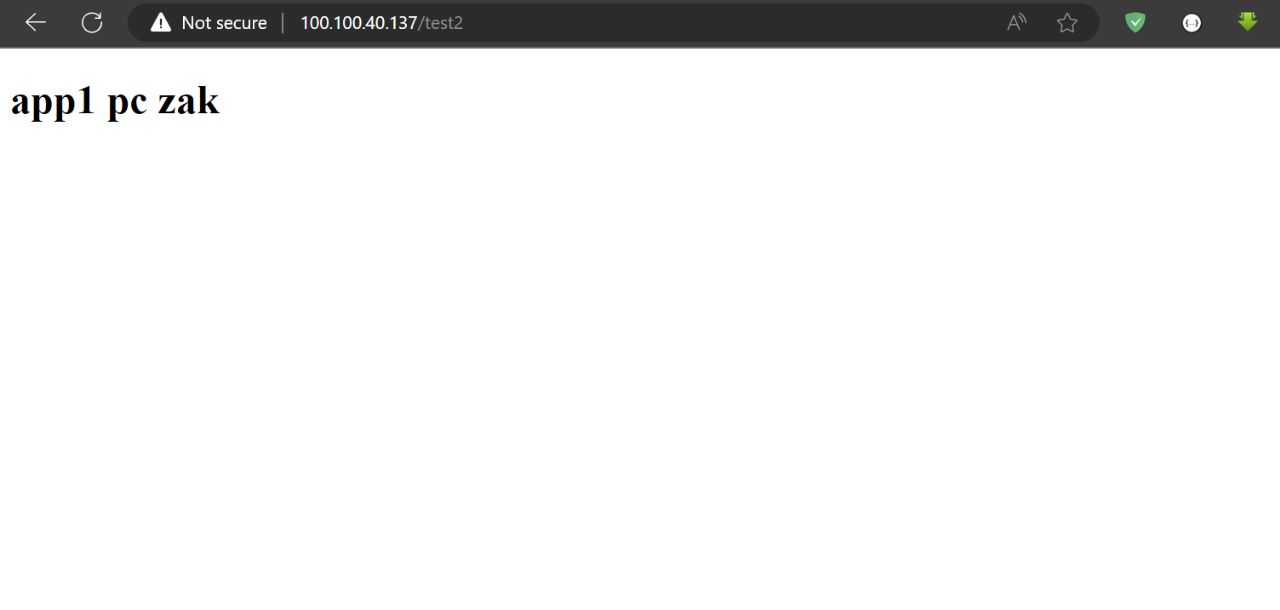 Not secure | 100.100.40.137/test2
app1 pc zak